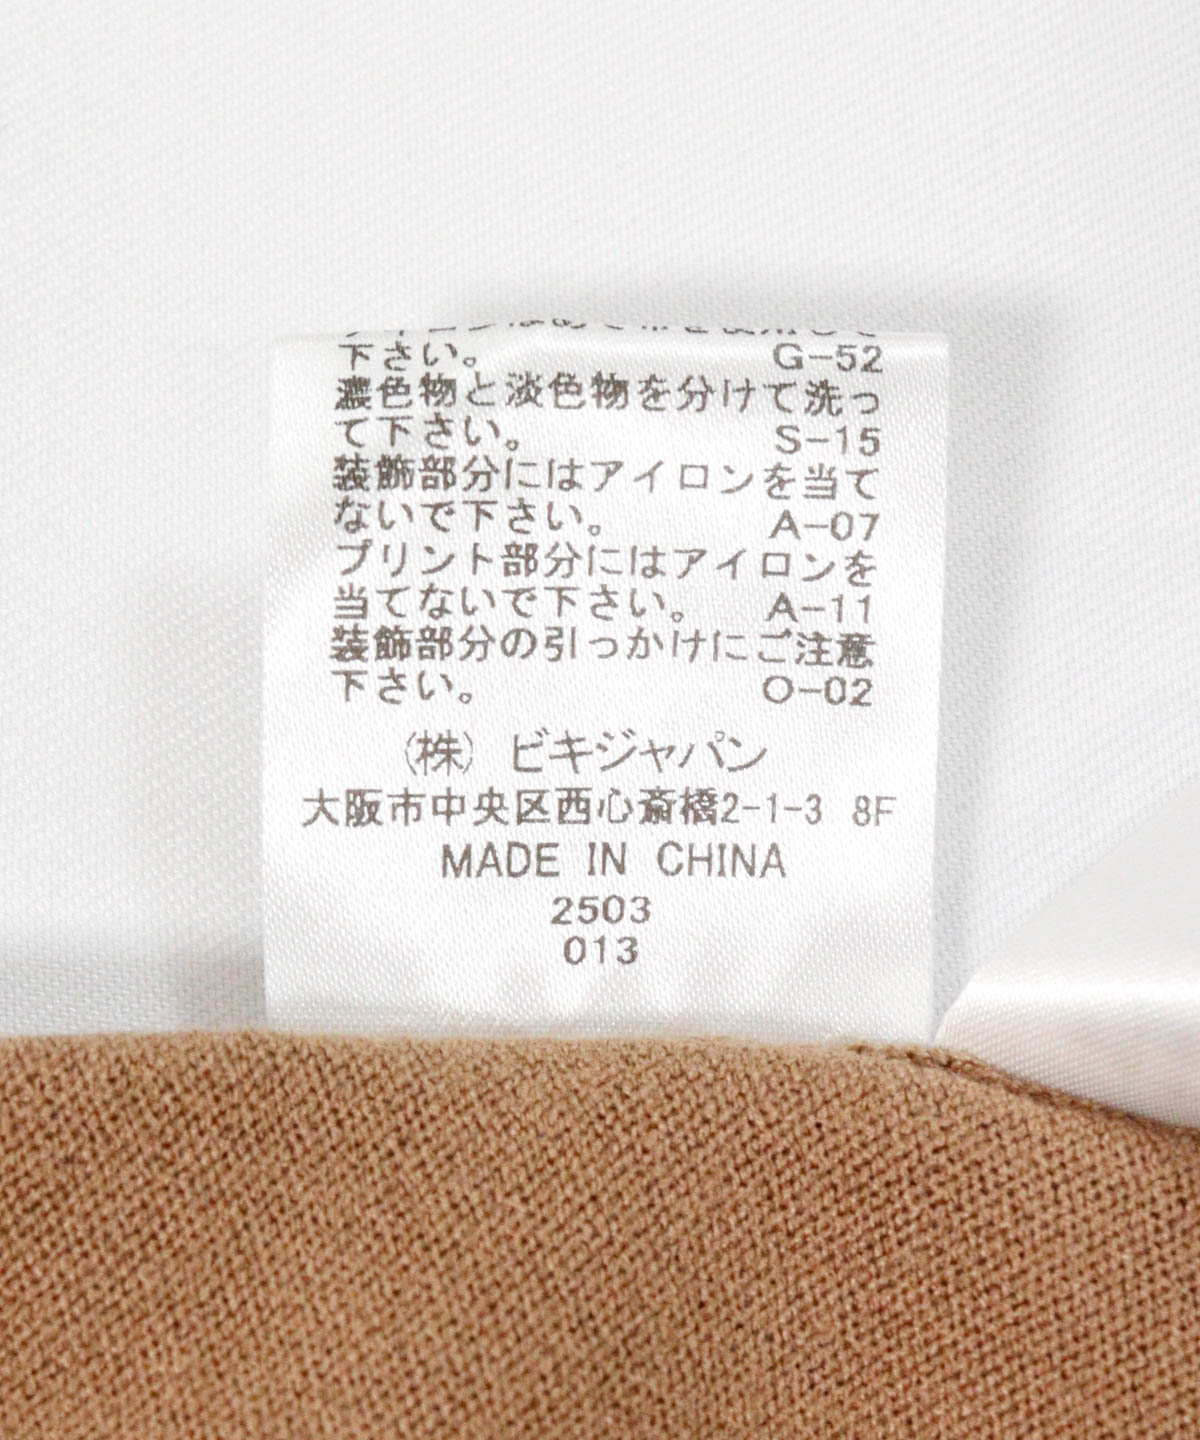 下さい。 G-52
濃色物と淡色物を分けて洗っ
て下さい。 S-15
装飾部分にはアイロンを当て
ないで下さい。 A-07
プリント部分にはアイロンを
当てないで下さい。 A-11
装飾部分の引っかけにご注意
下さい。 O-02
(株) ビキジャパン
大阪市中央区西心斎橋2-1-3 8F
MADE IN CHINA
2503
013